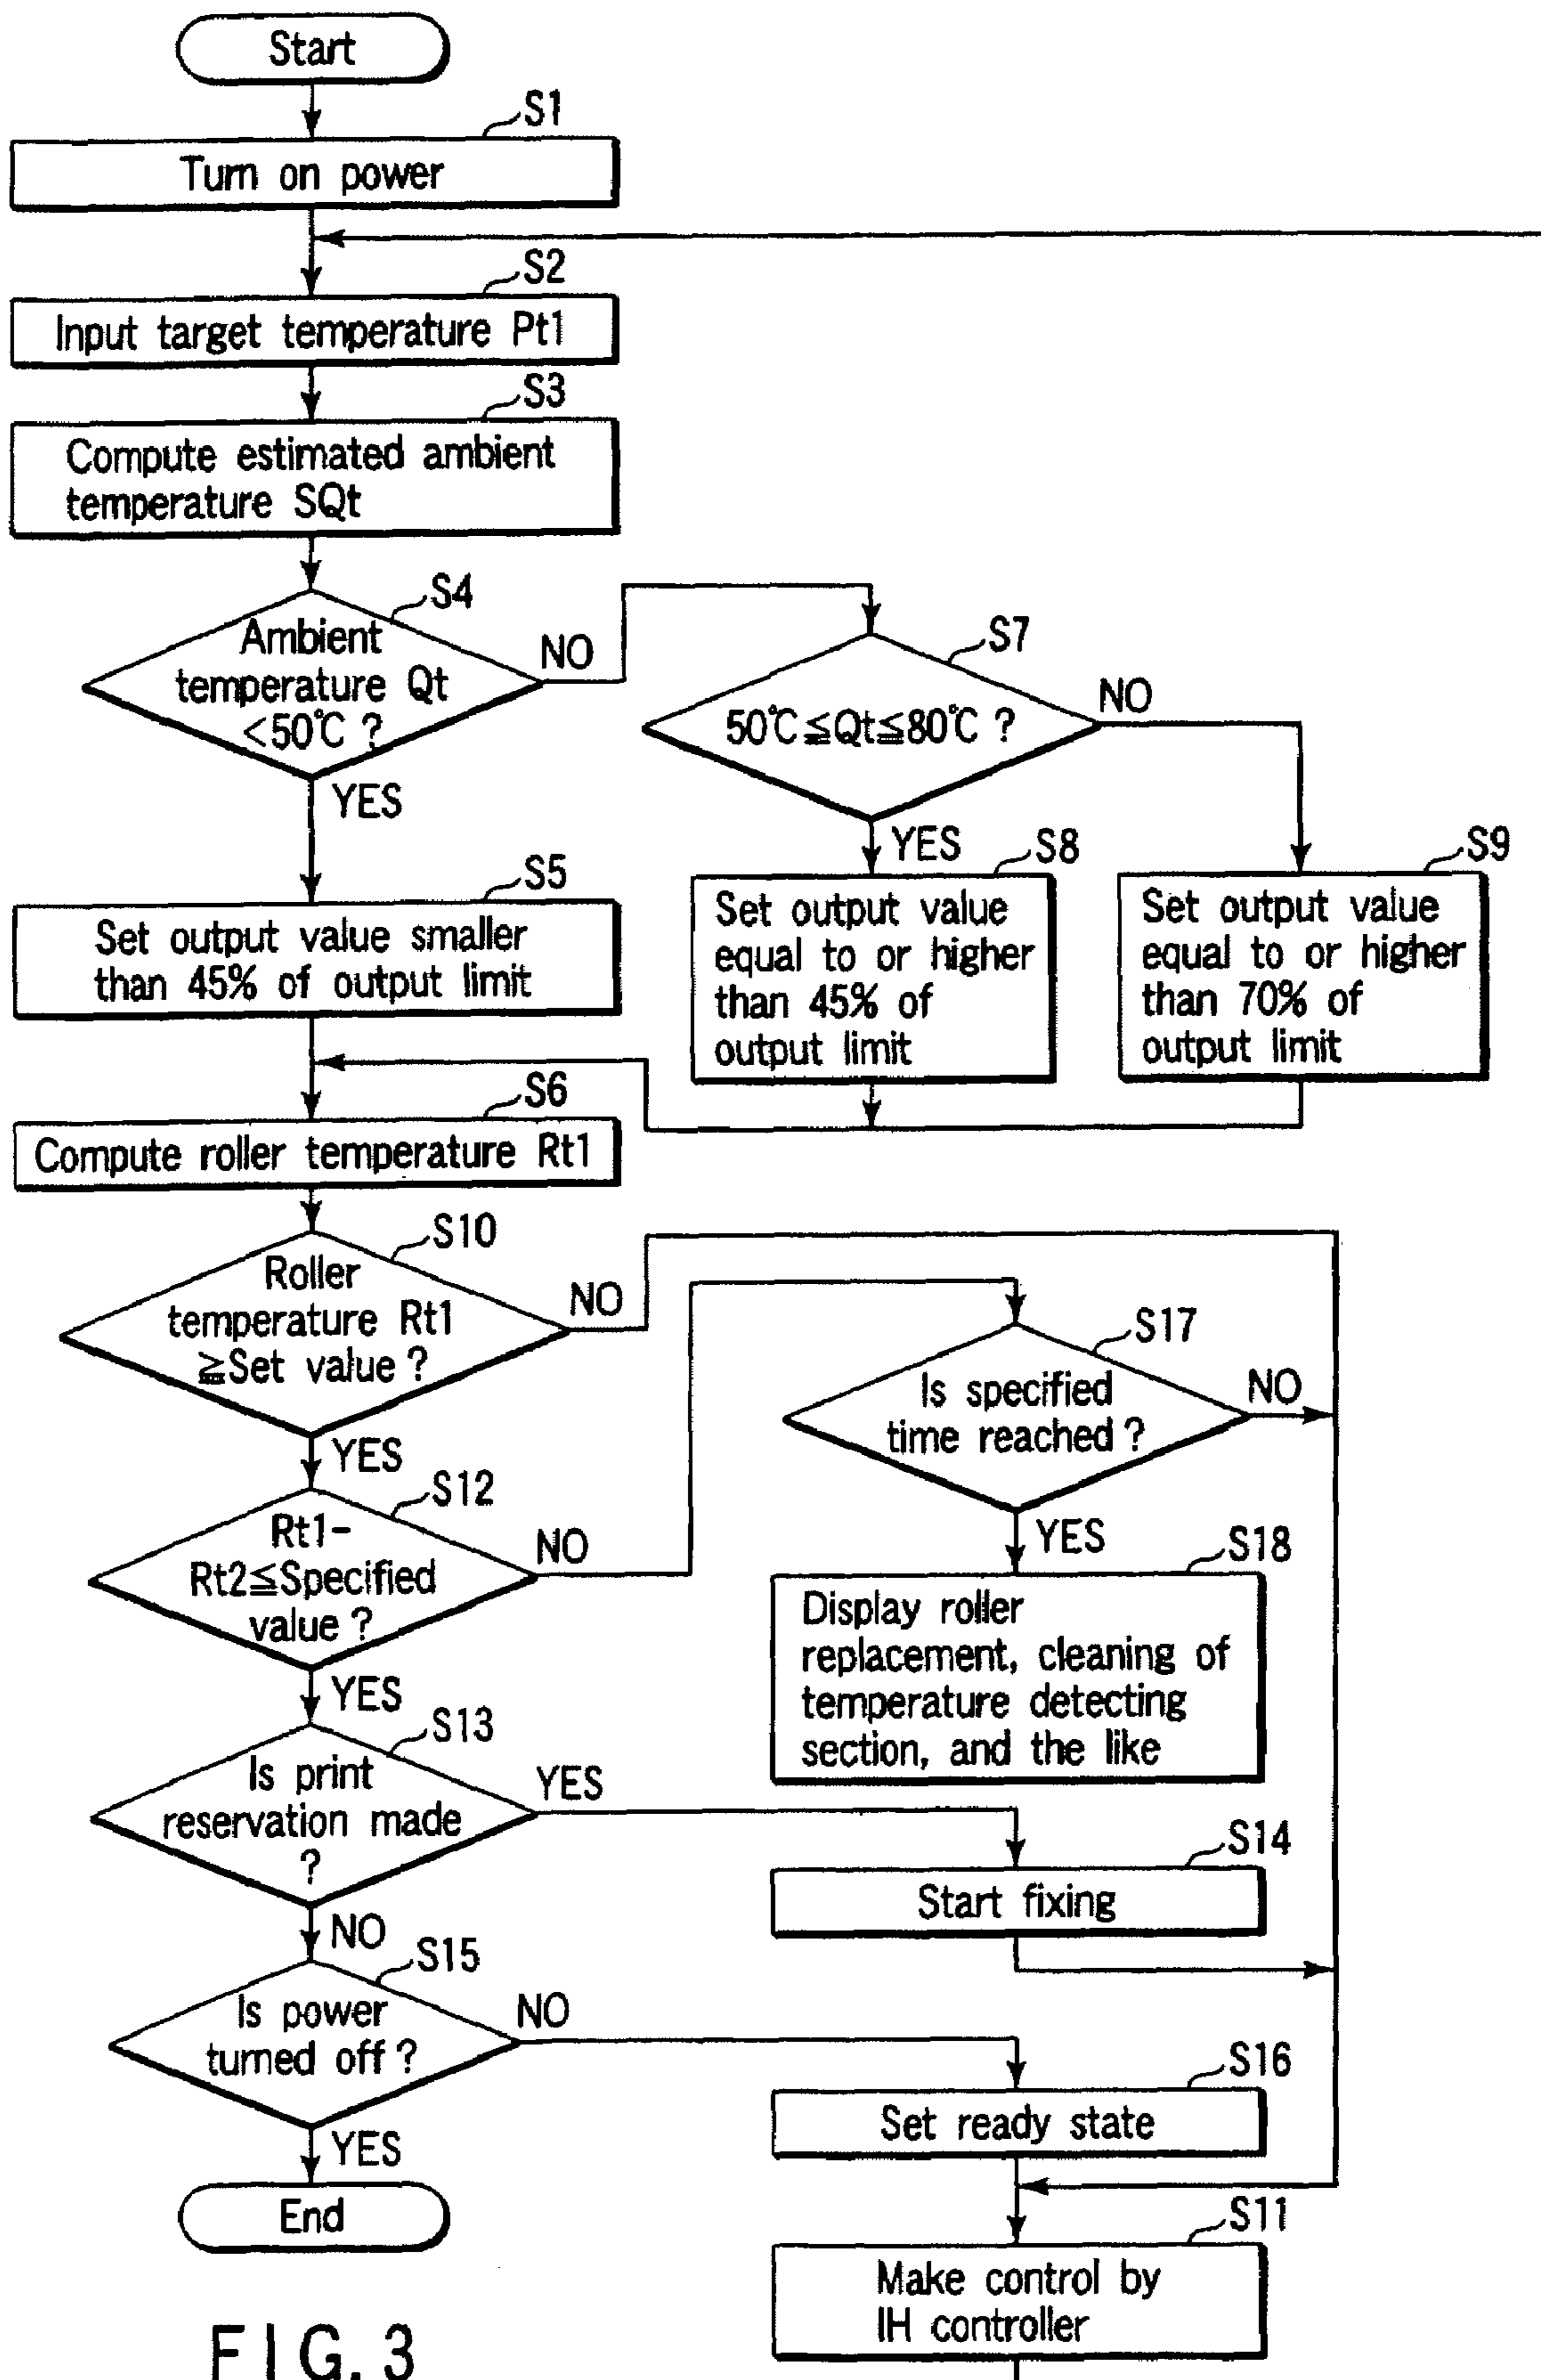 Start
S1
Turn on power
S2
Input target temperature Pt1
S3
Compute estimated ambient
temperature SQt
S4
Ambient
temperature Qt
<50℃ ?
NO
YES
S7
50℃≦Qt≦80℃ ?
NO
YES
S5
Set output value smaller
than 45% of output limit
S8
Set output value
equal to or higher
than 45% of
output limit
S9
Set output value
equal to or higher
than 70% of
output limit
S6
Compute roller temperature Rt1
S10
Roller
temperature Rt1
≧Set value ?
NO
YES
S17
Is specified
time reached ?
NO
YES
S12
Rt1-
Rt2≦Specified
value ?
NO
YES
S18
Display roller
replacement, cleaning of
temperature detecting
section, and the like
S13
Is print
reservation made
?
YES
NO
S14
Start fixing
S15
Is power
turned off ?
NO
YES
S16
Set ready state
End
S11
Make control by
IH controller
FIG. 3